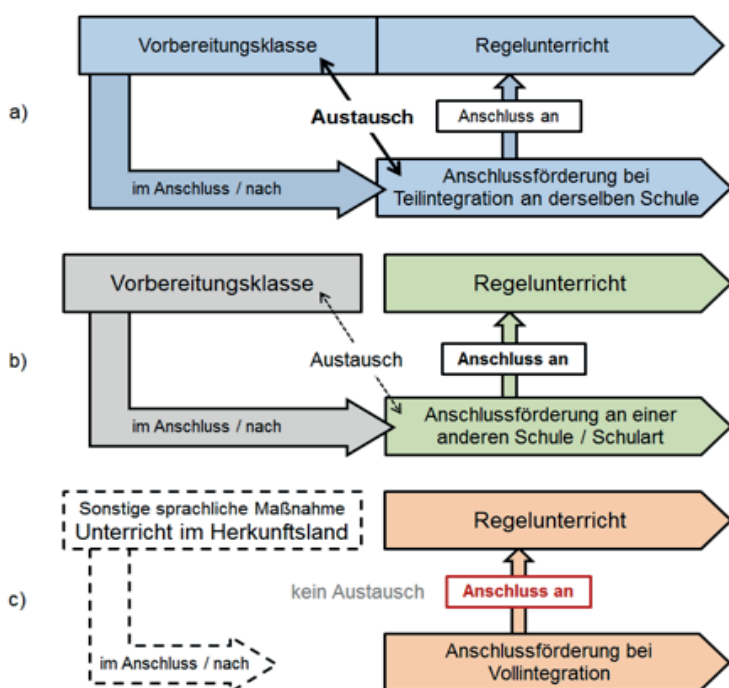 Vorbereitungsklasse
Regelunterricht
a)
Austausch
Anschluss an
im Anschluss / nach
Anschlussförderung bei
Teilintegration an derselben Schule
Vorbereitungsklasse
Regelunterricht
b)
Austausch
Anschluss an
im Anschluss / nach
Anschlussförderung an einer
anderen Schule / Schulart
Sonstige sprachliche Maßnahme
Unterricht im Herkunftsland
Regelunterricht
c)
kein Austausch
Anschluss an
im Anschluss / nach
Anschlussförderung bei
Vollintegration